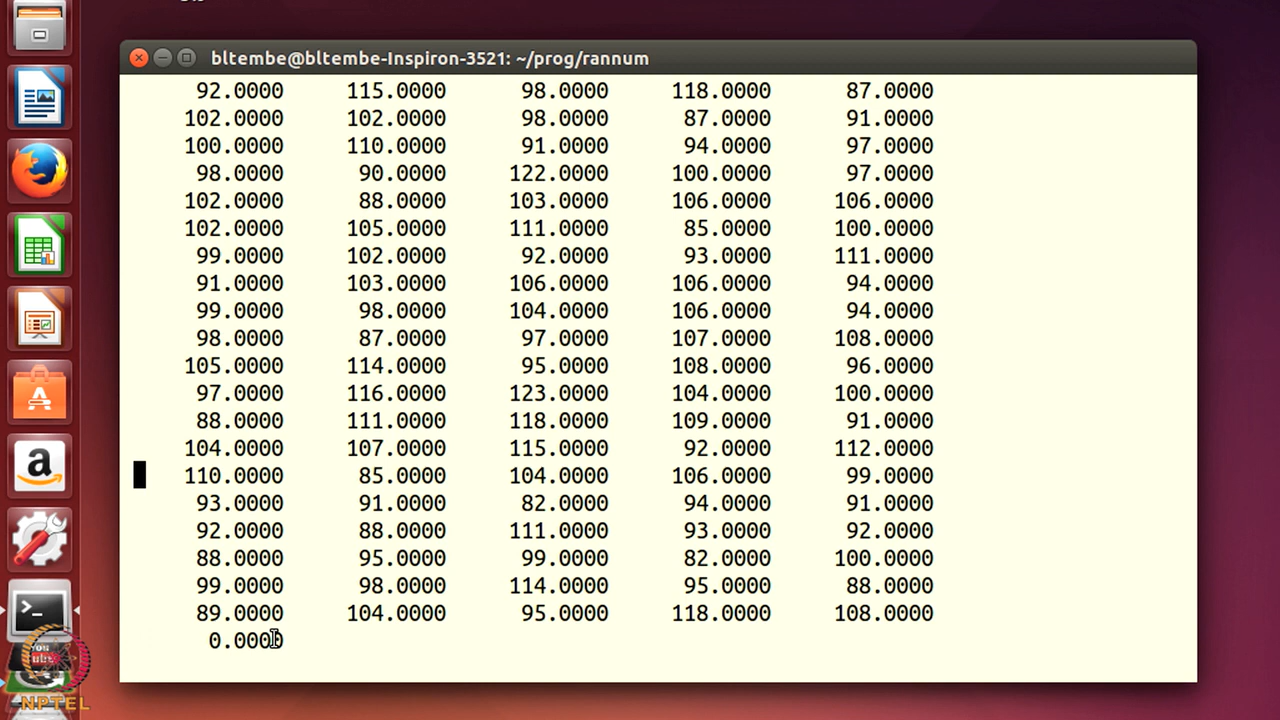 bltembe@bltembe-Inspiron-3521: ~/prog/rannum
92.0000 115.0000 98.0000 118.0000 87.0000
102.0000 102.0000 98.0000 87.0000 91.0000
100.0000 110.0000 91.0000 94.0000 97.0000
98.0000 90.0000 122.0000 100.0000 97.0000
102.0000 88.0000 103.0000 106.0000 106.0000
102.0000 105.0000 111.0000 85.0000 100.0000
99.0000 102.0000 92.0000 93.0000 111.0000
91.0000 103.0000 106.0000 106.0000 94.0000
99.0000 98.0000 104.0000 106.0000 94.0000
98.0000 87.0000 97.0000 107.0000 108.0000
105.0000 114.0000 95.0000 108.0000 96.0000
97.0000 116.0000 123.0000 104.0000 100.0000
88.0000 111.0000 118.0000 109.0000 91.0000
104.0000 107.0000 115.0000 92.0000 112.0000
110.0000 85.0000 104.0000 106.0000 99.0000
93.0000 91.0000 82.0000 94.0000 91.0000
92.0000 88.0000 111.0000 93.0000 92.0000
88.0000 95.0000 99.0000 82.0000 100.0000
99.0000 98.0000 114.0000 95.0000 88.0000
89.0000 104.0000 95.0000 118.0000 108.0000
0.0000
NPTEL